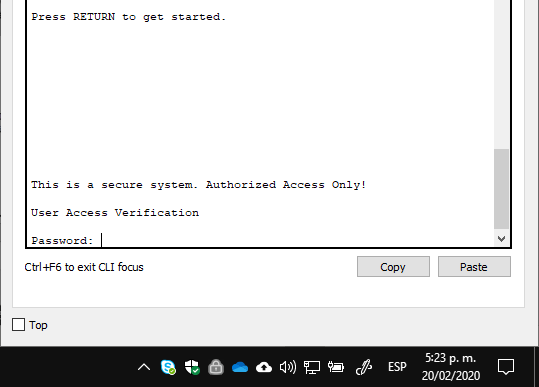 Press RETURN to get started.
This is a secure system. Authorized Access Only!
User Access Verification
Password:
Ctrl+F6 to exit CLI focus
Copy
Paste
Top
ESP
5:23 p. m.
20/02/2020